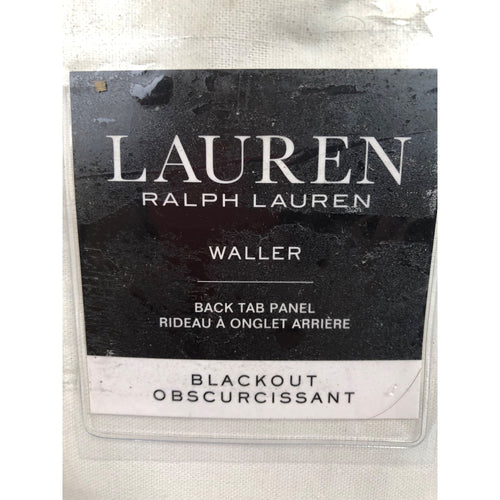 LAUREN
RALPH LAUREN
WALLER
BACK TAB PANEL
RIDEAU À ONGLET ARRIÈRE
BLACKOUT
OBSCURCISSANT